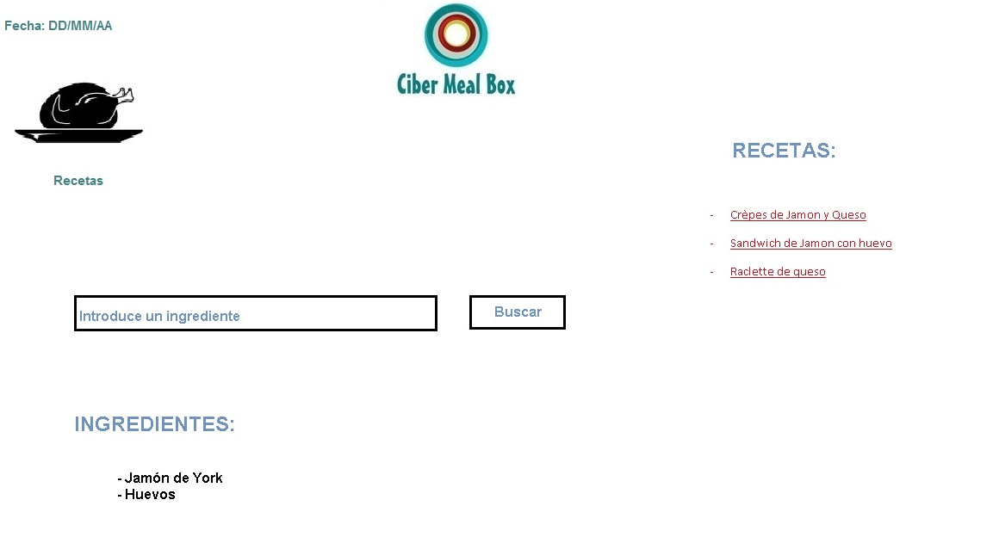 Fecha: DD/MM/AA
Ciber Meal Box
Recetas
RECETAS:
- Crèpes de Jamon y Queso
- Sandwich de Jamon con huevo
- Raclette de queso
Introduce un ingrediente
Buscar
INGREDIENTES:
- Jamón de York
- Huevos